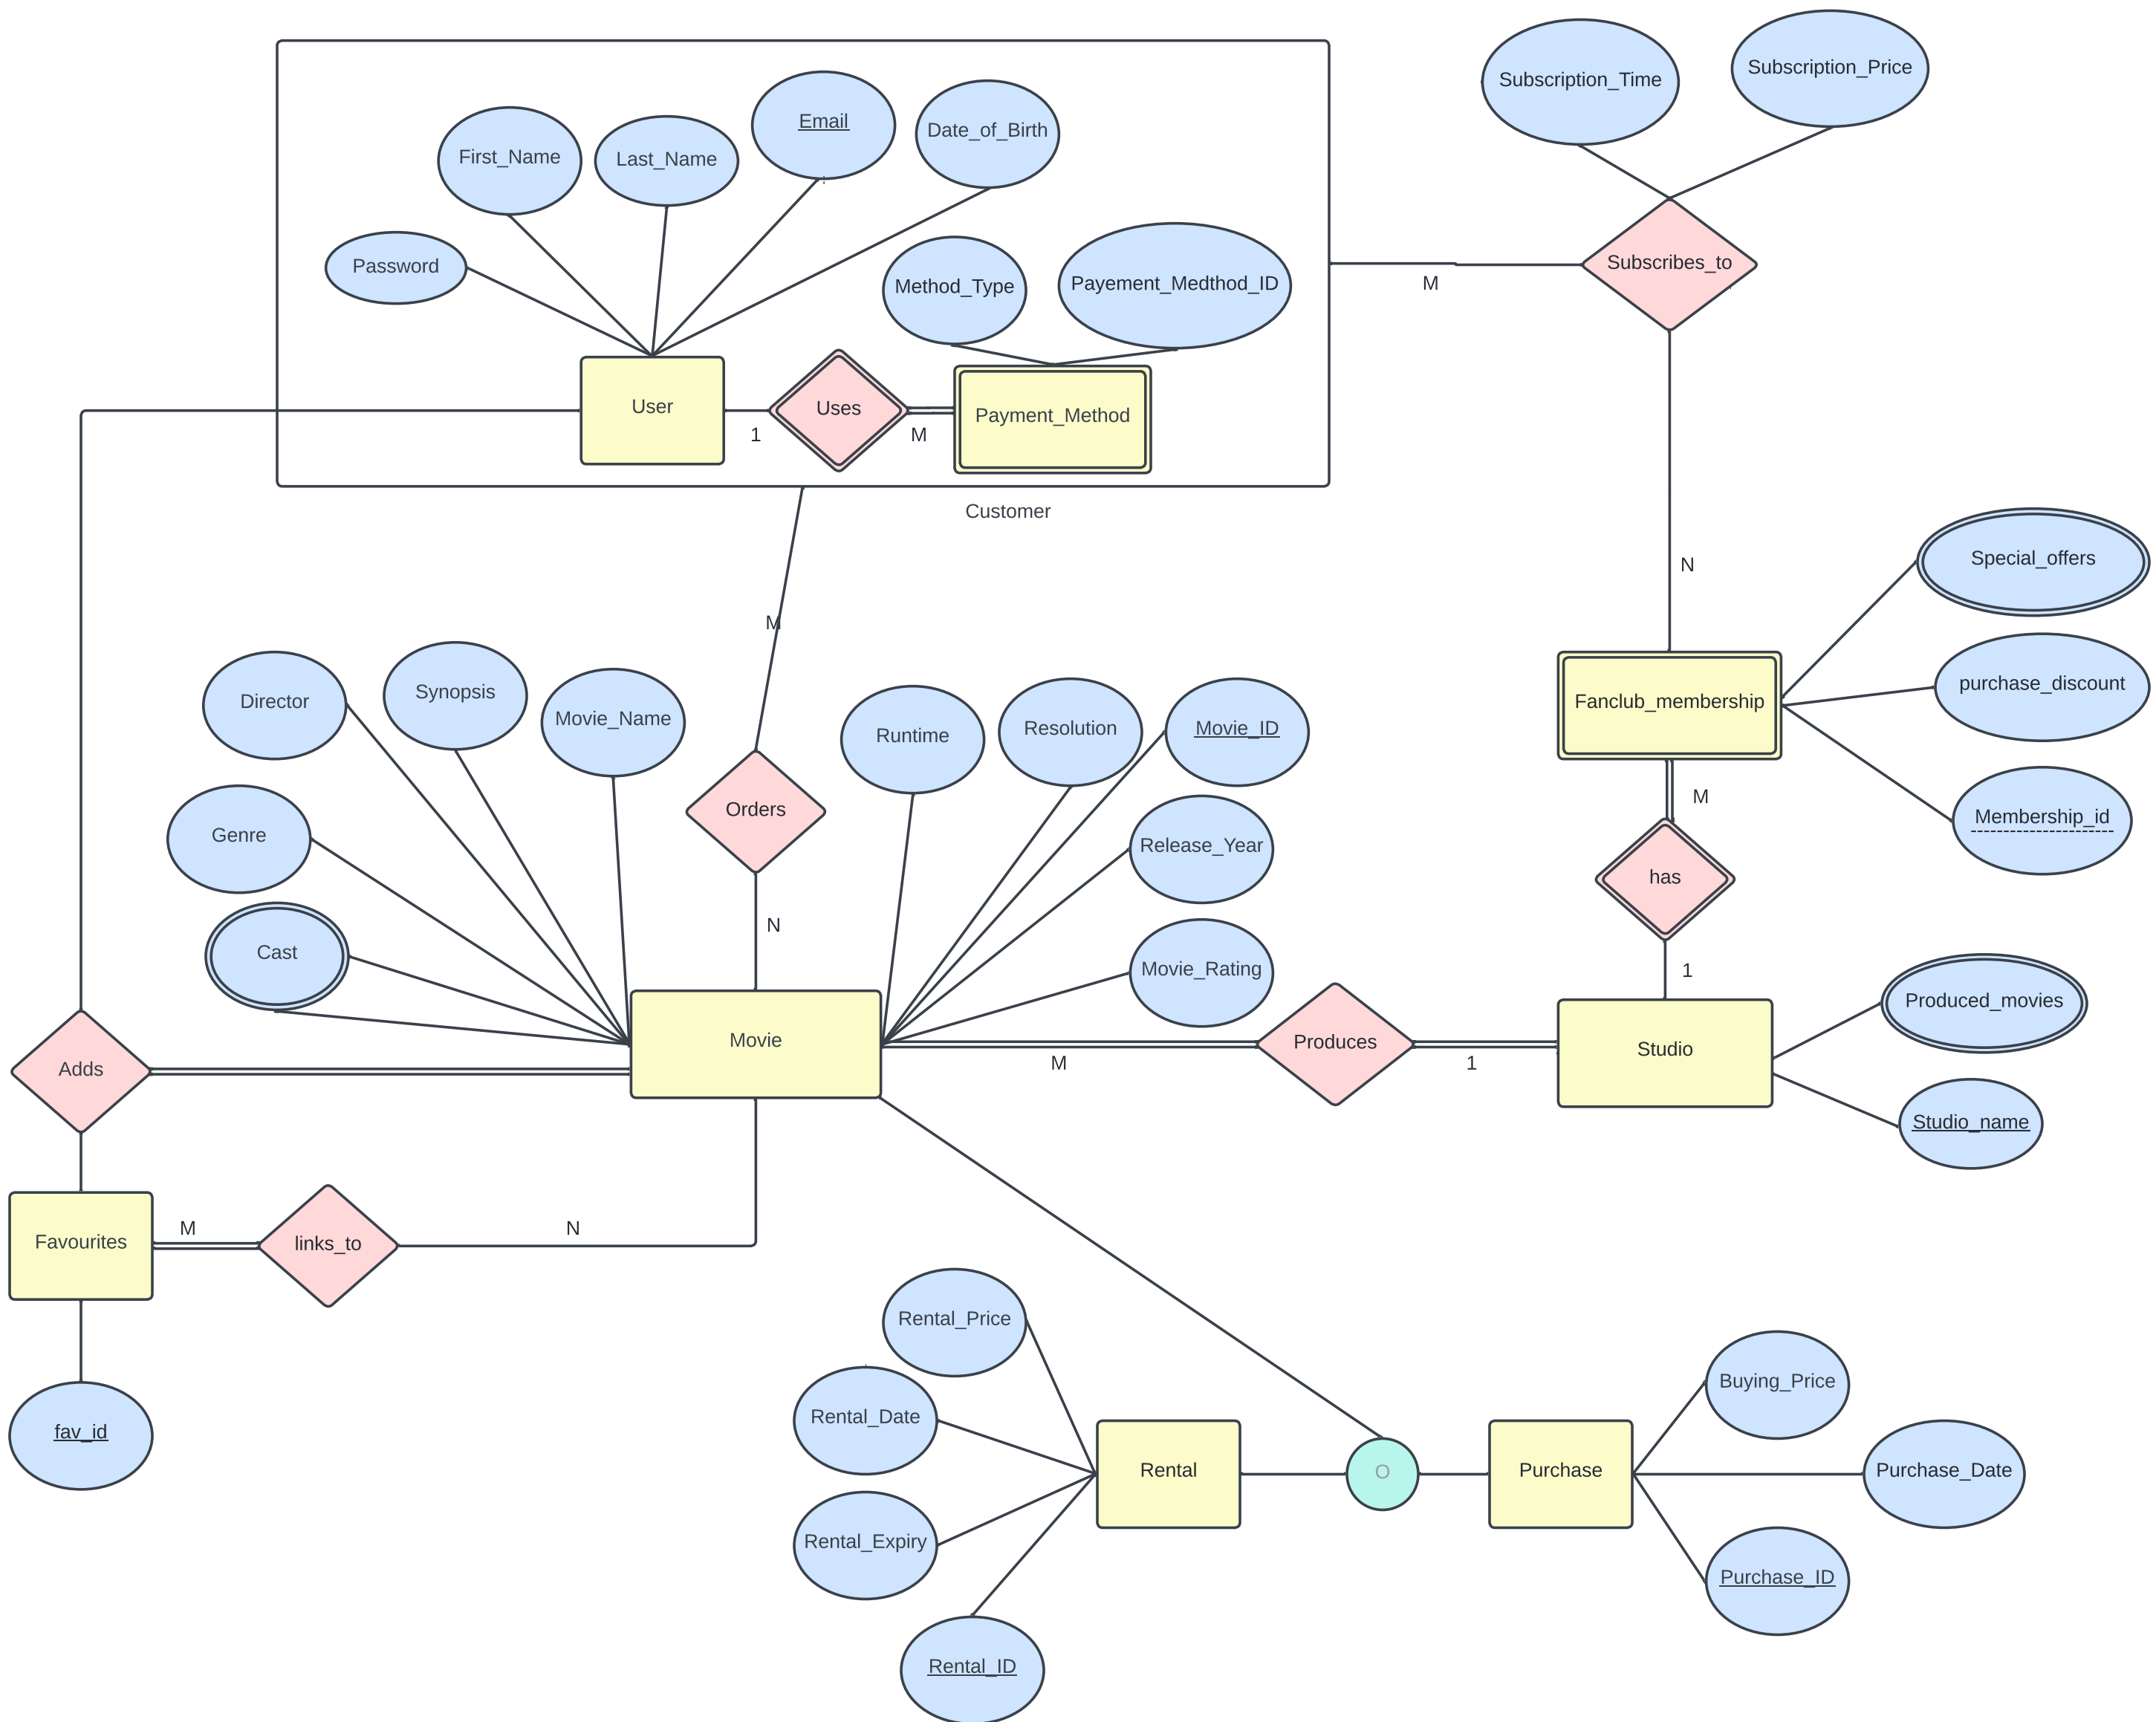 Subscription_Time
Subscription_Price
Email
Date_of_Birth
First_Name
Last_Name
Password
Method_Type
Payement_Medthod_ID
Subscribes_to
M
User
Uses
Payment_Method
1
M
Customer
N
Special_offers
M
Director
Synopsis
Movie_Name
Runtime
Resolution
Movie_ID
Fanclub_membership
purchase_discount
Genre
Orders
Release_Year
M
Membership_id
has
Cast
N
Movie_Rating
1
Produced_movies
Adds
Movie
M
Produces
1
Studio
Studio_name
Favourites
M
links_to
N
Rental_Price
Buying_Price
Rental_Date
fav_id
Rental
O
Purchase
Purchase_Date
Rental_Expiry
Purchase_ID
Rental_ID